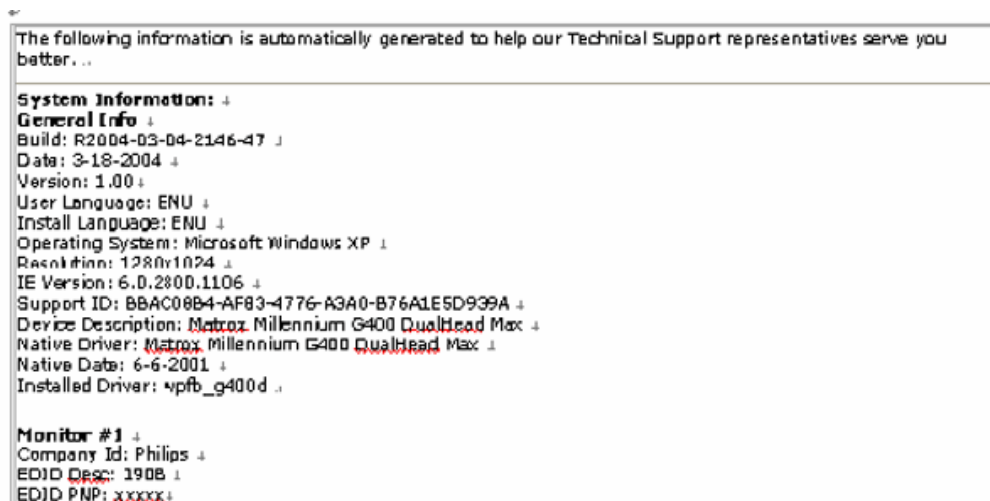 The following information is automatically generated to help our Technical Support representatives serve you
better...
System Information:
General Info
Build: R2004-03-04-2146-47
Date: 3-18-2004
Version: 1.00
User Language: ENU
Install Language: ENU
Operating System: Microsoft Windows XP
Resolution: 1280x1024
IE Version: 6.0.2800.1106
Support ID: BBAC08B4-AF83-4776-A3A0-B76A1E5D939A
Device Description: Matrox Millennium G400 DualHead Max
Native Driver: Matrox Millennium G400 DualHead Max
Native Date: 6-6-2001
Installed Driver: vpfb_g400d
Monitor #1
Company Id: Philips
EDID Desc: 190B
EDID PNP: xxxxx